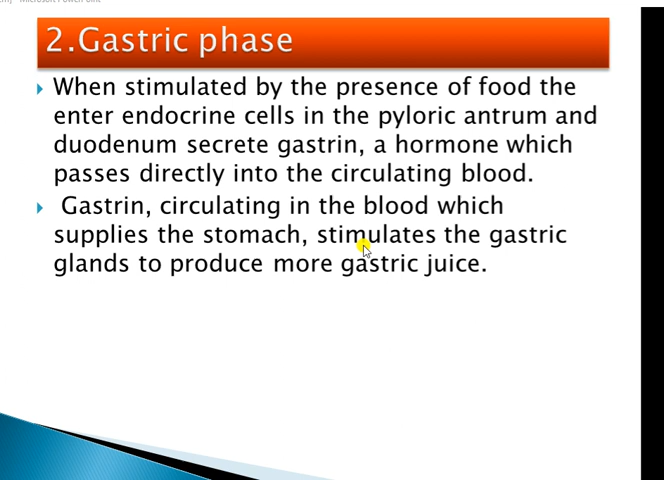 2.Gastric phase
When stimulated by the presence of food the
enter endocrine cells in the pyloric antrum and
duodenum secrete gastrin, a hormone which
passes directly into the circulating blood.
Gastrin, circulating in the blood which
supplies the stomach, stimulates the gastric
glands to produce more gastric juice.